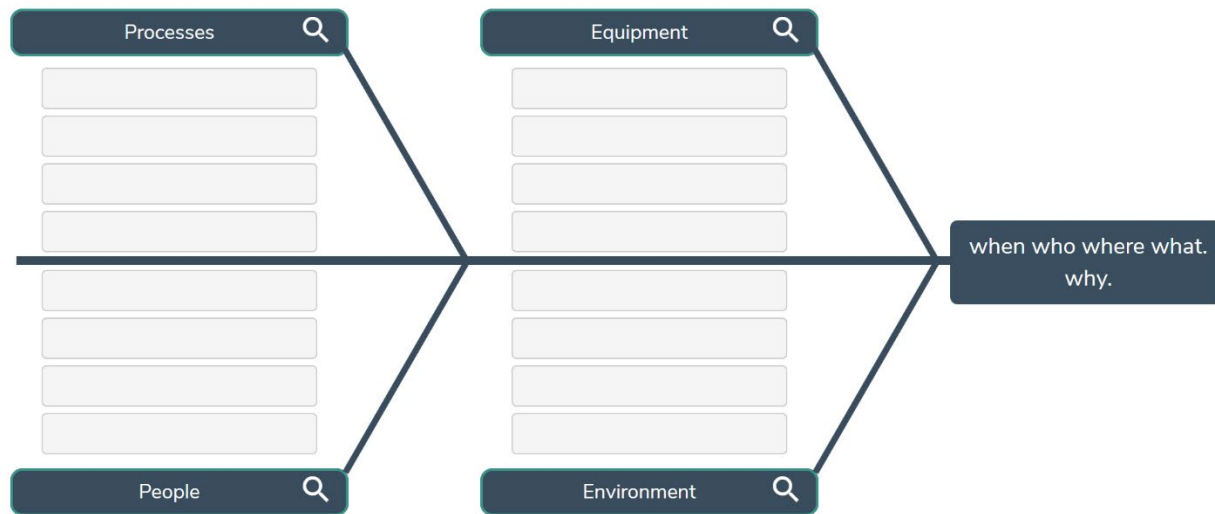 Processes
Equipment
when who where what.
why.
People
Environment